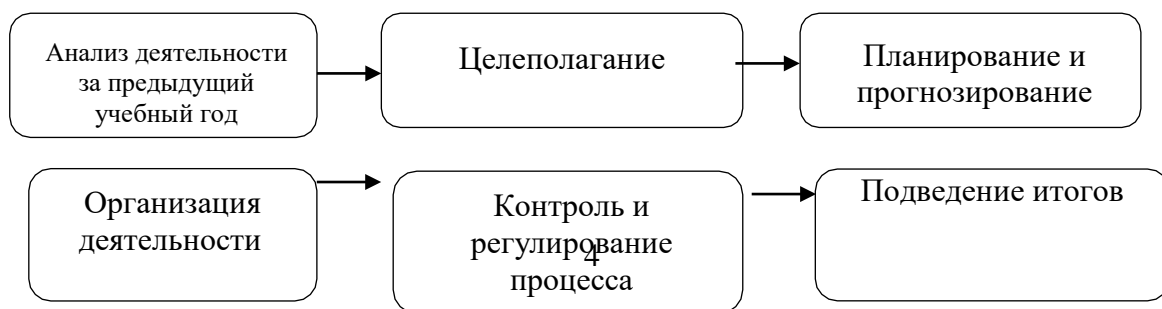 Анализ деятельности
за предыдущий
учебный год
Целеполагание
Планирование и
прогнозирование
Организация
деятельности
Контроль и
регулирование
процесса
4
Подведение итогов